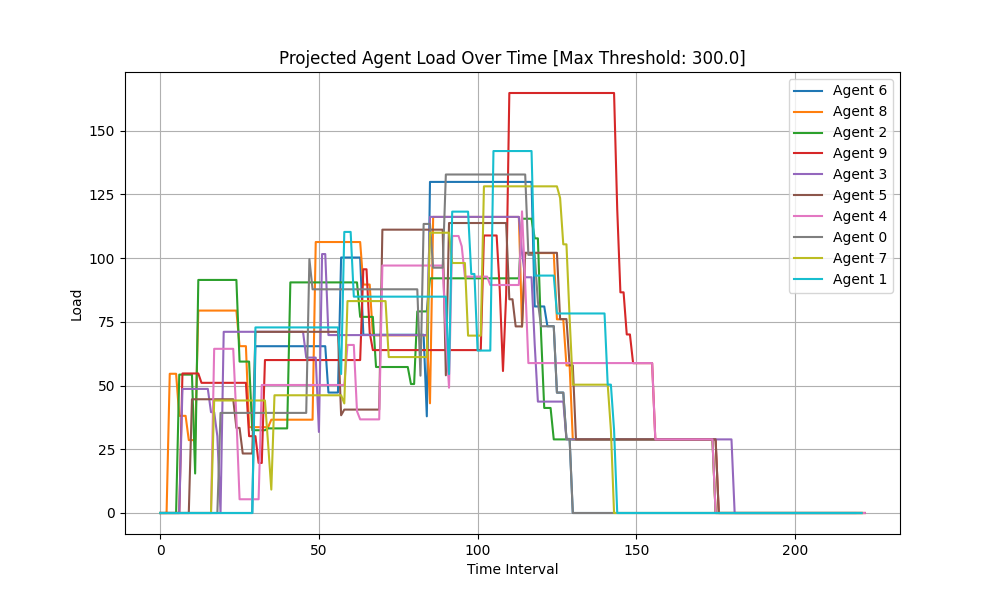 Projected Agent Load Over Time [Max Threshold: 300.0]
Load
150
125
100
75
50
25
0
0
50
100
150
200
Time Interval
Agent 6
Agent 8
Agent 2
Agent 9
Agent 3
Agent 5
Agent 4
Agent 0
Agent 7
Agent 1